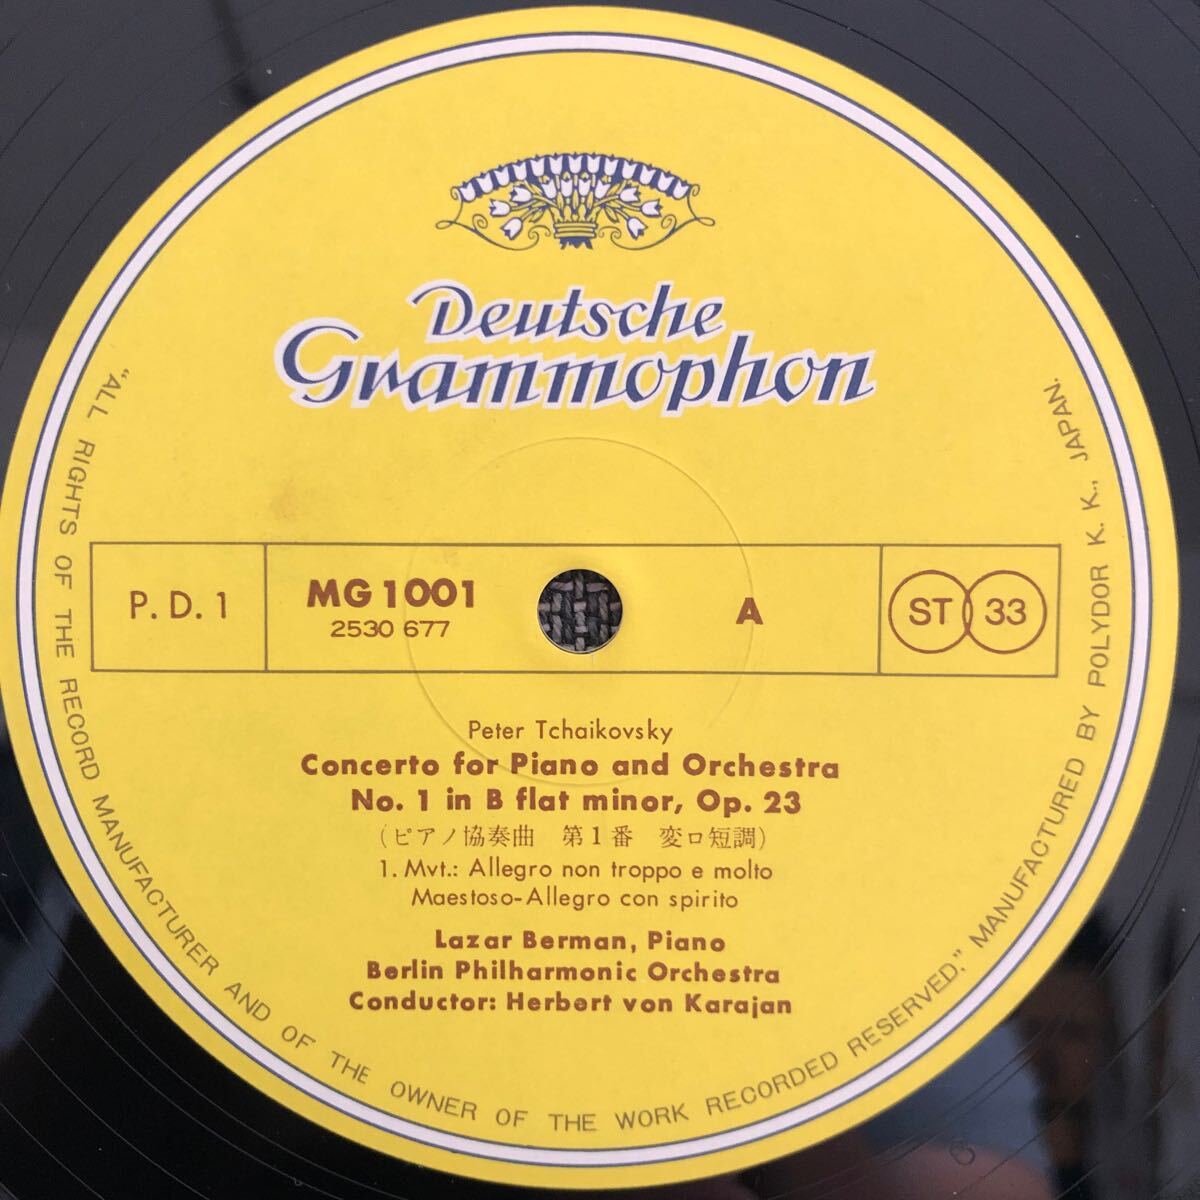 Deutsche
Grammophon
P. D. 1
MG 1001
2530 677
A
ST 33
Peter Tchaikovsky
Concerto for Piano and Orchestra
No. 1 in B flat minor, Op. 23
(ピアノ協奏曲　第1番　変ロ短調)
1. Mvt.: Allegro non troppo e molto
Maestoso-Allegro con spirito
Lazar Berman, Piano
Berlin Philharmonic Orchestra
Conductor: Herbert von Karajan
"ALL RIGHTS OF THE RECORD MANUFACTURER AND OF THE OWNER OF THE WORK RECORDED RESERVED." MANUFACTURED BY POLYDOR K. K., JAPAN.